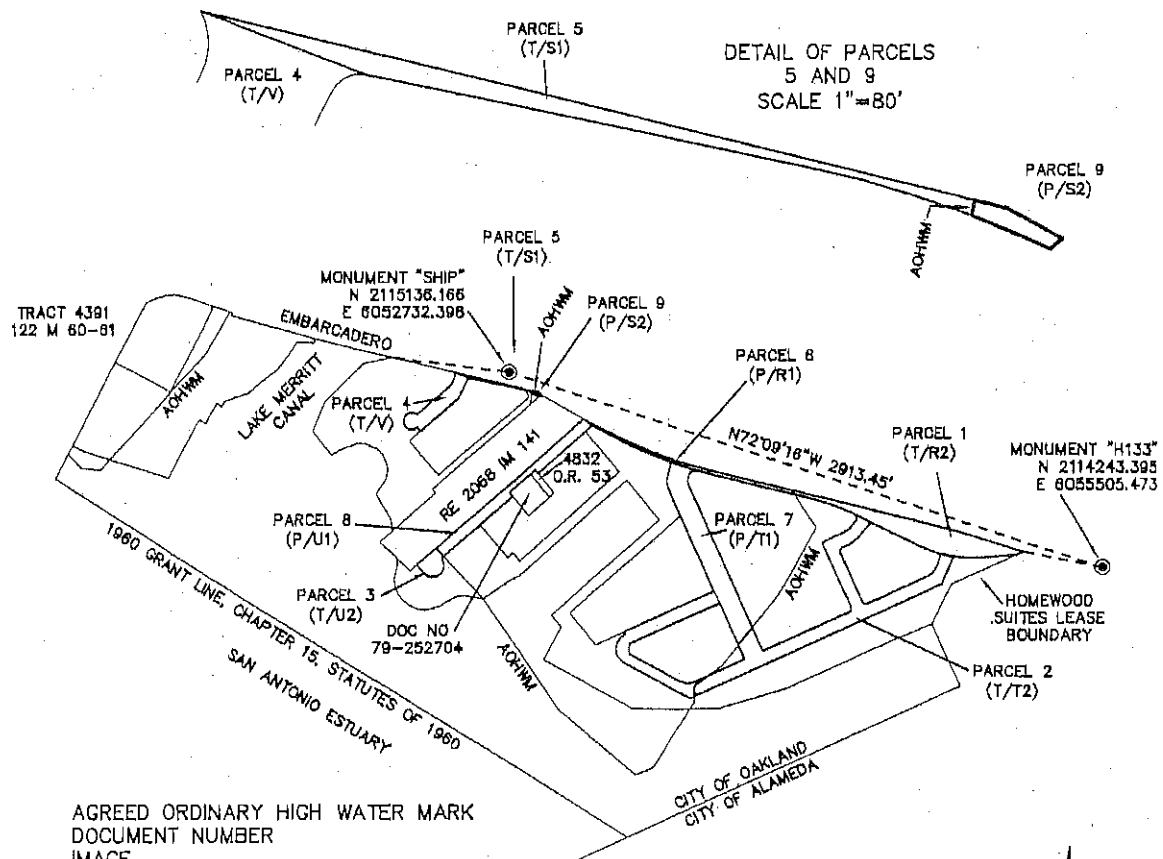 PARCEL 5
(T/S1)
DETAIL OF PARCELS
5 AND 9
SCALE 1"=80'
PARCEL 4
(T/V)
PARCEL 9
(P/S2)
AOHWM
PARCEL 5
(T/S1)
MONUMENT "SHIP"
N 2115136.166
E 6052732.396
AOHWM
PARCEL 9
(P/S2)
TRACT 4391
122 M 60-61
EMBARCADERO
PARCEL 6
(P/R1)
AOHWM
LAKE MERRITT
CANAL
PARCEL 4
(T/V)
N72°09'16"W 2913.45'
PARCEL 1
(T/R2)
MONUMENT "H133"
N 2114243.395
E 6055505.473
RE 2068 IM 141
4832
O.R. 53
PARCEL 8
(P/U1)
PARCEL 7
(P/T1)
AOHWM
PARCEL 3
(T/U2)
DOC NO
79-252704
HOMEWOOD
SUITES LEASE
BOUNDARY
AOHWM
PARCEL 2
(T/T2)
1960 GRANT LINE, CHAPTER 15, STATUTES OF 1960
SAN ANTONIO ESTUARY
CITY OF OAKLAND
CITY OF ALAMEDA
AGREED ORDINARY HIGH WATER MARK
DOCUMENT NUMBER
IMAGE